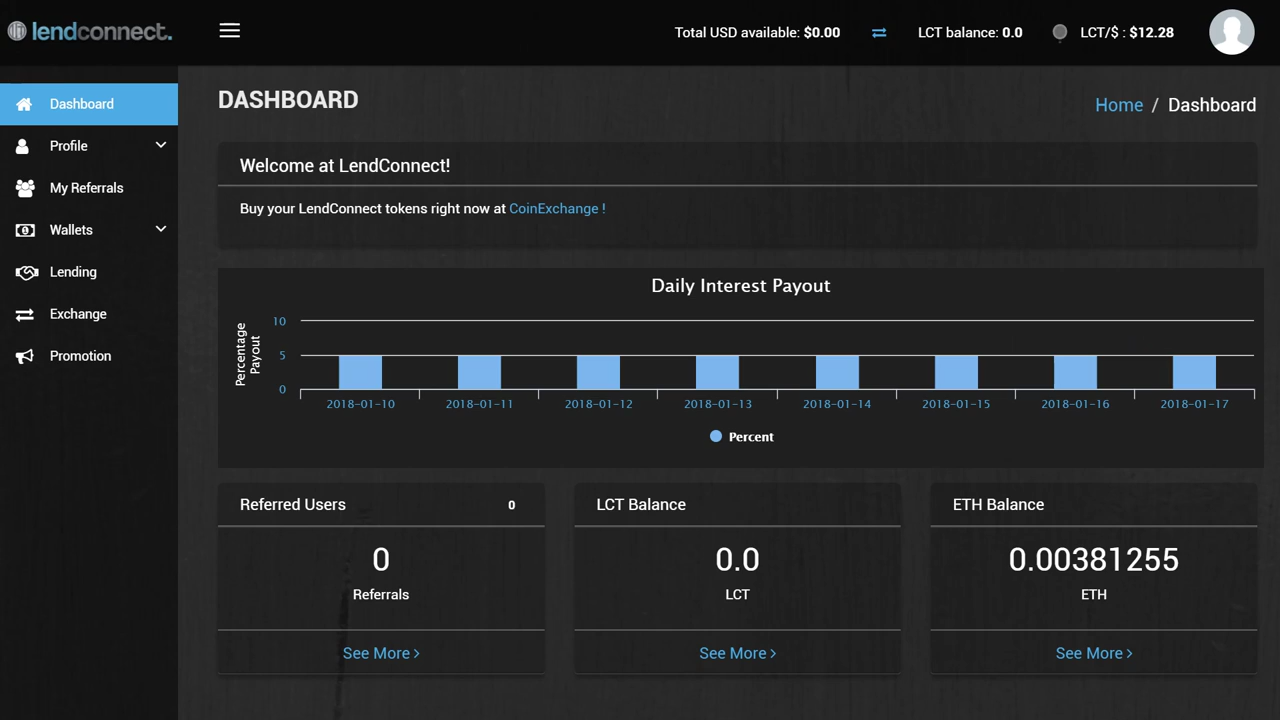 lendconnect.
Total USD available: $0.00
LCT balance: 0.0
LCT/$ : $12.28
Dashboard
Profile
My Referrals
Wallets
Lending
Exchange
Promotion
DASHBOARD
Home / Dashboard
Welcome at LendConnect!
Buy your LendConnect tokens right now at CoinExchange !
Daily Interest Payout
Percentage
Payout
10
5
0
2018-01-10 2018-01-11 2018-01-12 2018-01-13 2018-01-14 2018-01-15 2018-01-16 2018-01-17
Percent
Referred Users 0
0
Referrals
See More
LCT Balance
0.0
LCT
See More
ETH Balance
0.00381255
ETH
See More